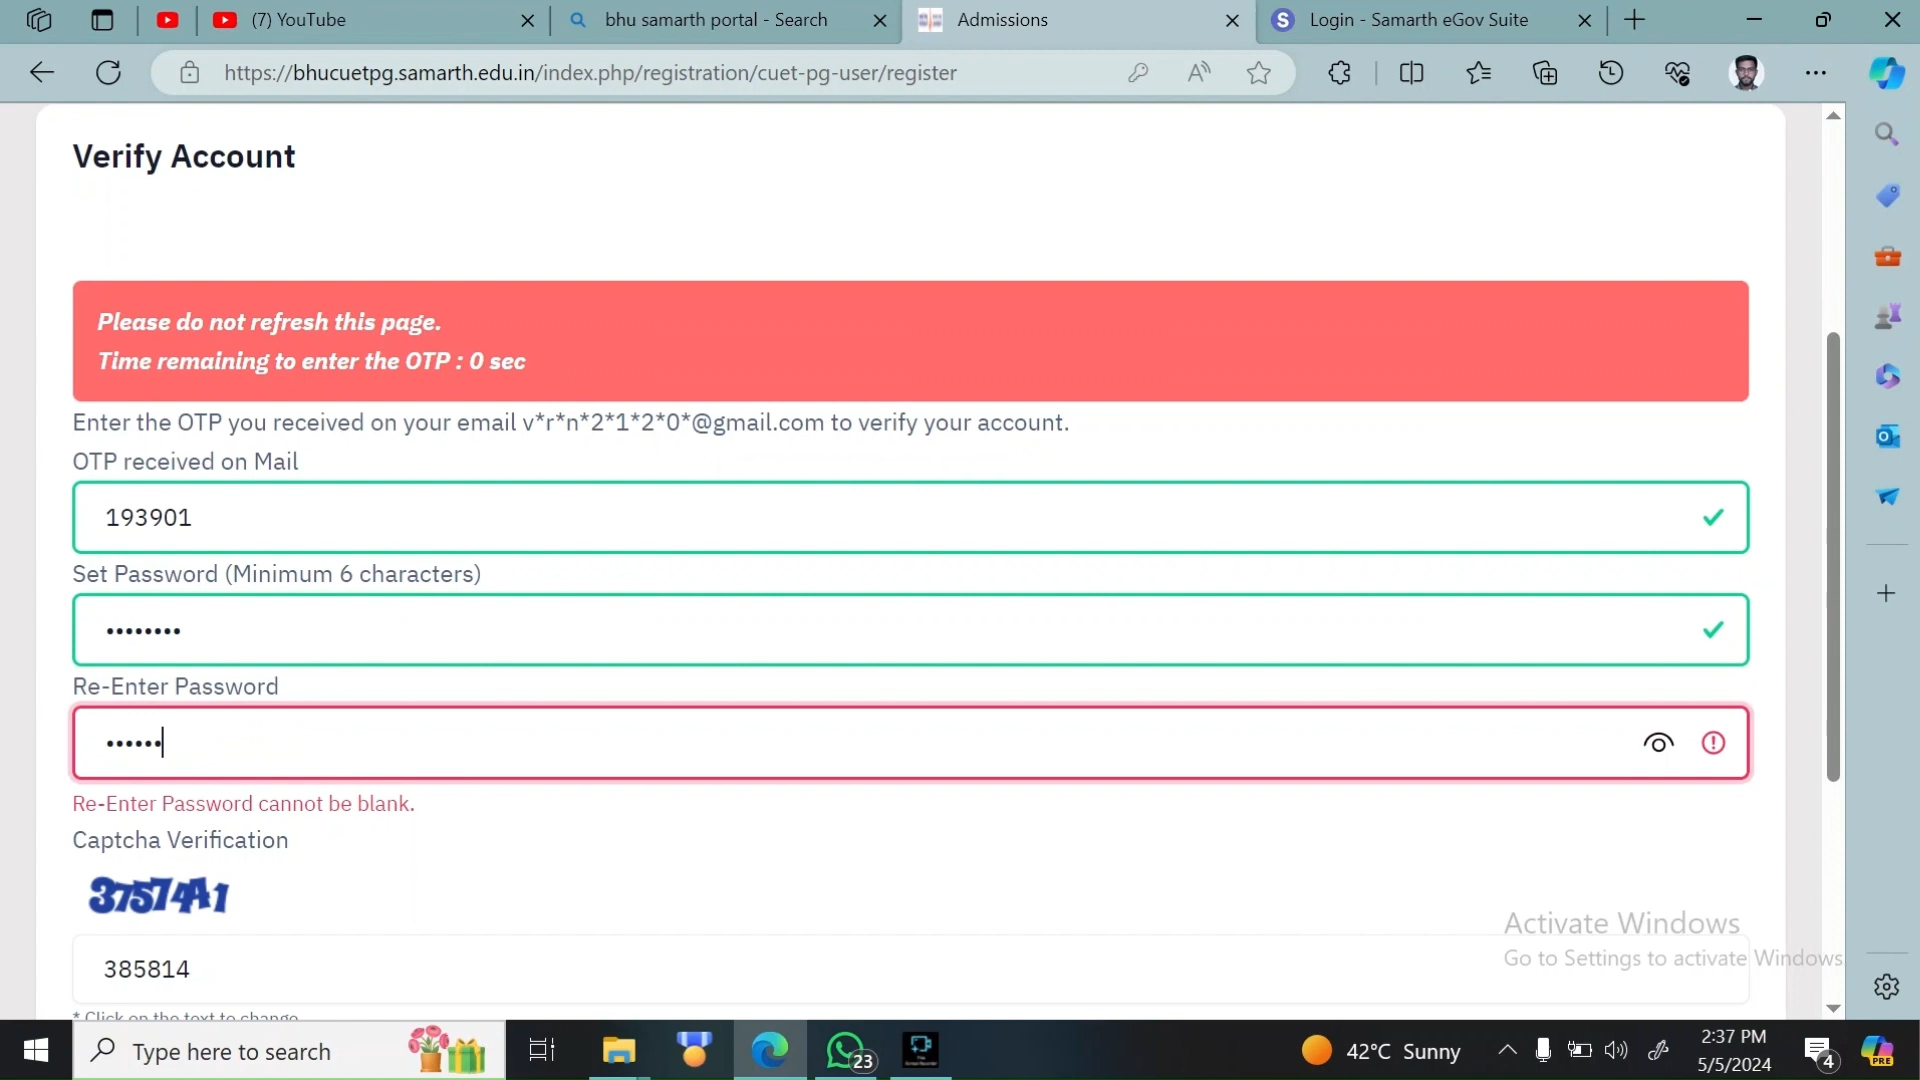 (7) YouTube
bhu samarth portal - Search
Admissions
Login - Samarth eGov Suite
https://bhucuetpg.samarth.edu.in/index.php/registration/cuet-pg-user/register
Verify Account
Please do not refresh this page.
Time remaining to enter the OTP : 0 sec
Enter the OTP you received on your email v*r*n*2*1*2*0*@gmail.com to verify your account.
OTP received on Mail
193901
Set Password (Minimum 6 characters)
••••••••
Re-Enter Password
••••••
Re-Enter Password cannot be blank.
Captcha Verification
385814
* Click on the text to change
Activate Windows
Go to Settings to activate Windows
Type here to search
23
42°C Sunny
2:37 PM
5/5/2024
4
PRE